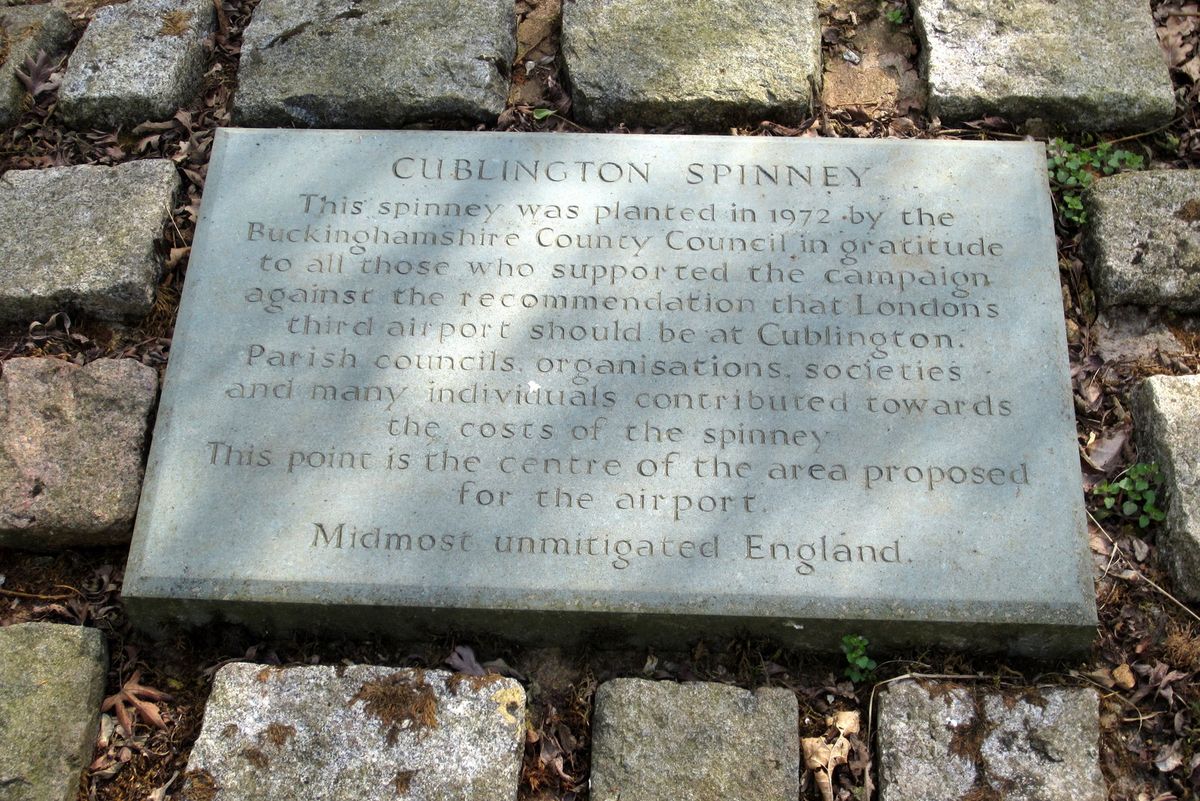 CUBLINGTON SPINNEY
This spinney was planted in 1972 by the
Buckinghamshire County Council in gratitude
to all those who supported the campaign
against the recommendation that London's
third airport should be at Cublington.
Parish councils, organisations, societies
and many individuals contributed towards
the costs of the spinney
This point is the centre of the area proposed
for the airport.
Midmost unmitigated England.